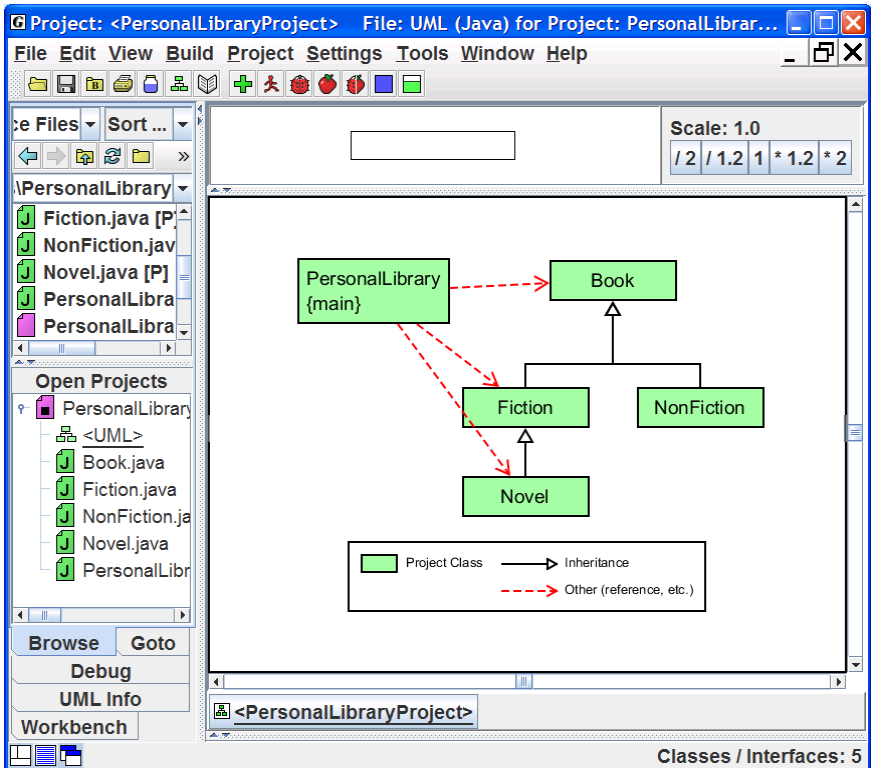 Project: <PersonalLibraryProject> File: UML (Java) for Project: PersonalLibrar...
File Edit View Build Project Settings Tools Window Help
:e Files Sort ...
»
\PersonalLibrary
Fiction.java [P]
NonFiction.jav
Novel.java [P]
PersonalLibra
PersonalLibra
Open Projects
PersonalLibrary
<UML>
Book.java
Fiction.java
NonFiction.ja
Novel.java
PersonalLibr
Browse Goto
Debug
UML Info
Workbench
Scale: 1.0
/ 2 / 1.2 1 * 1.2 * 2
PersonalLibrary
{main}
Book
Fiction
NonFiction
Novel
Project Class Inheritance
Other (reference, etc.)
<PersonalLibraryProject>
Classes / Interfaces: 5